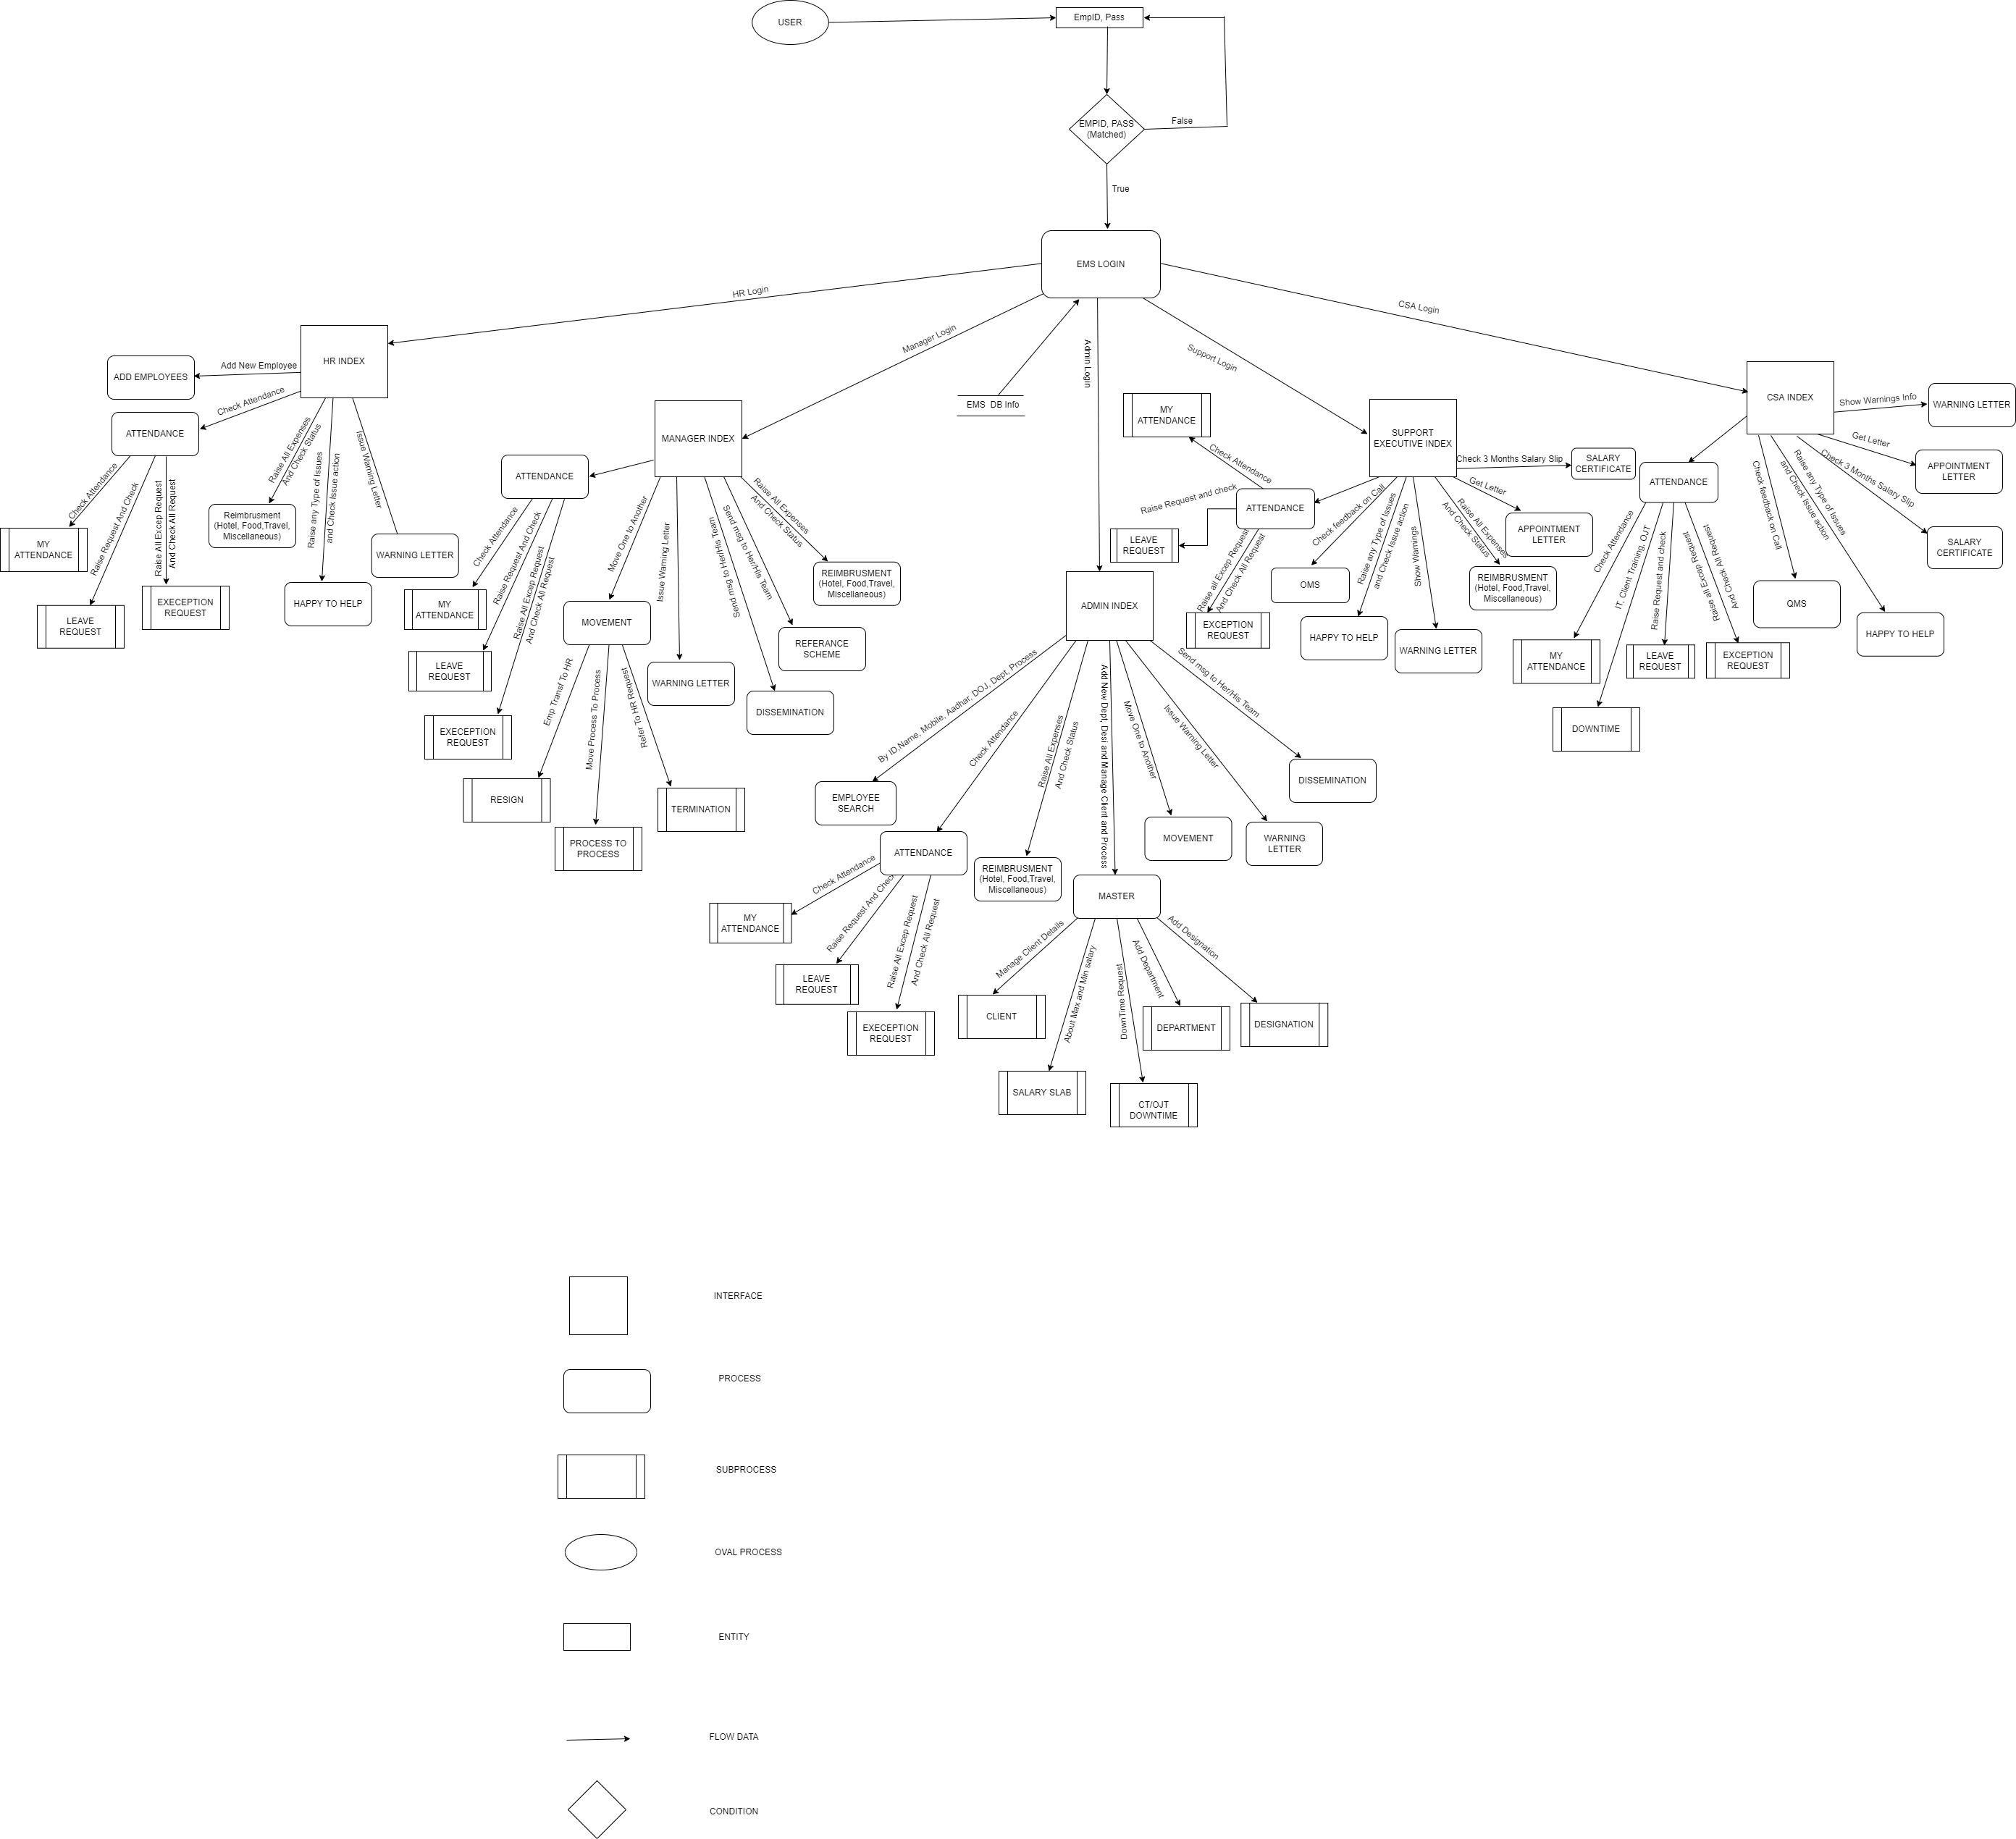 USER
EmpID, Pass
EMPID, PASS
(Matched)
False
True
EMS LOGIN
HR Login
Manager Login
Admin Login
Support Login
CSA Login
EMS  DB Info
HR INDEX
Add New Employee
ADD EMPLOYEES
Check Attendance
ATTENDANCE
Check Attendance
MY
ATTENDANCE
Raise Request And Check
LEAVE
REQUEST
Raise All Excep Request
And Check All Request
EXECEPTION
REQUEST
Raise All Expenses
And Check Status
Reimbrusment
(Hotel, Food,Travel,
Miscellaneous)
Raise any Type of Issues
and Check Issue action
HAPPY TO HELP
Issue Warning Letter
WARNING LETTER
MANAGER INDEX
ATTENDANCE
Check Attendance
MY
ATTENDANCE
Raise Request And Check
LEAVE
REQUEST
Raise All Excep Request
And Check All Request
EXECEPTION
REQUEST
Move One to Another
MOVEMENT
Emp Transf To HR
RESIGN
Move Process To Process
PROCESS TO
PROCESS
Refer To HR Request
TERMINATION
Issue Warning Letter
WARNING LETTER
Send msg to Her/His Team
DISSEMINATION
Send msg to Her/His Team
REFERANCE
SCHEME
Raise All Expenses
And Check Status
REIMBRUSMENT
(Hotel, Food,Travel,
Miscellaneous)
ADMIN INDEX
By ID,Name, Mobile, Aadhar, DOJ, Dept, Process
EMPLOYEE
SEARCH
Check Attendance
ATTENDANCE
Check Attendance
MY
ATTENDANCE
Raise Request And Check
LEAVE
REQUEST
Raise All Excep Request
And Check All Request
EXECEPTION
REQUEST
Raise All Expenses
And Check Status
REIMBRUSMENT
(Hotel, Food,Travel,
Miscellaneous)
Add New Dept, Desi and Manage Client and Process
MASTER
Manage Client Details
CLIENT
About Max and Min salary
SALARY SLAB
DownTime Request
CT/OJT
DOWNTIME
Add Department
DEPARTMENT
Add Designation
DESIGNATION
Move One to Another
MOVEMENT
Issue Warning Letter
WARNING
LETTER
Send msg to Her/His Team
DISSEMINATION
SUPPORT
EXECUTIVE INDEX
MY
ATTENDANCE
Check Attendance
ATTENDANCE
Raise Request and check
LEAVE
REQUEST
Raise all Excep Request
And Check All Request
EXCEPTION
REQUEST
Check feedback on Call
OMS
Raise any Type of Issues
and Check Issue action
HAPPY TO HELP
Show Warnings
WARNING LETTER
Raise All Expenses
And Check Status
REIMBRUSMENT
(Hotel, Food,Travel,
Miscellaneous)
Get Letter
APPOINTMENT
LETTER
Check 3 Months Salary Slip
SALARY
CERTIFICATE
CSA INDEX
Show Warnings Info
WARNING LETTER
Get Letter
APPOINTMENT
LETTER
Check 3 Months Salary Slip
SALARY
CERTIFICATE
Raise any Type of Issues
and Check Issue action
HAPPY TO HELP
Check feedback on Call
QMS
ATTENDANCE
Check Attendance
MY
ATTENDANCE
IT, Client Training, OJT
DOWNTIME
Raise Request and check
LEAVE
REQUEST
Raise all Excep Request
And Check All Request
EXCEPTION
REQUEST
INTERFACE
PROCESS
SUBPROCESS
OVAL PROCESS
ENTITY
FLOW DATA
CONDITION